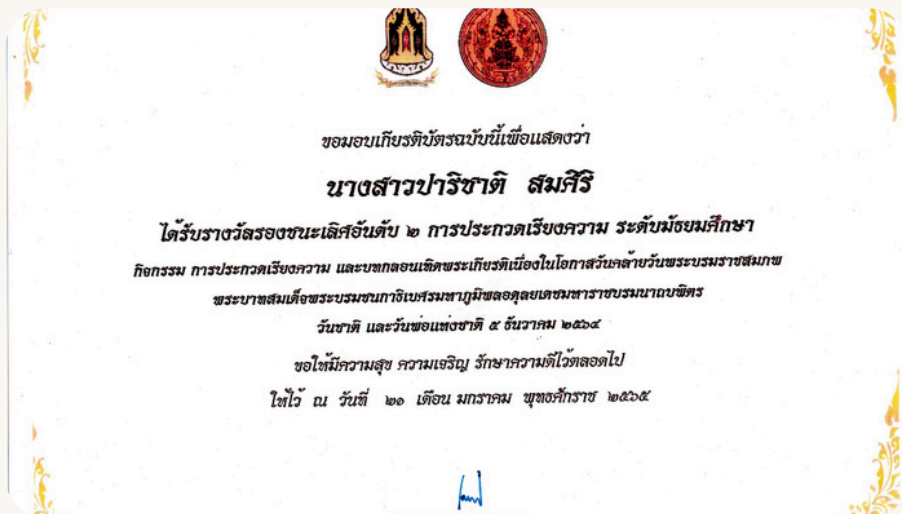 ขอมอบเกียรติบัตรฉบับนี้เพื่อแสดงว่า
นางสาวปาริชาติ สมศิริ
ได้รับรางวัลรองชนะเลิศอันดับ ๒ การประกวดเรียงความ ระดับมัธยมศึกษา
กิจกรรม การประกวดเรียงความ และบทกลอนเทิดพระเกียรติเนื่องในโอกาสวันคล้ายวันพระบรมราชสมภพ
พระบาทสมเด็จพระบรมชนกาธิเบศรมหาภูมิพลอดุลยเดชมหาราชบรมนาถบพิตร
วันชาติ และวันพ่อแห่งชาติ ๕ ธันวาคม ๒๕๖๔
ขอให้มีความสุข ความเจริญ รักษาความดีไว้ตลอดไป
ให้ไว้ ณ วันที่ ๒๑ เดือน มกราคม พุทธศักราช ๒๕๖๕